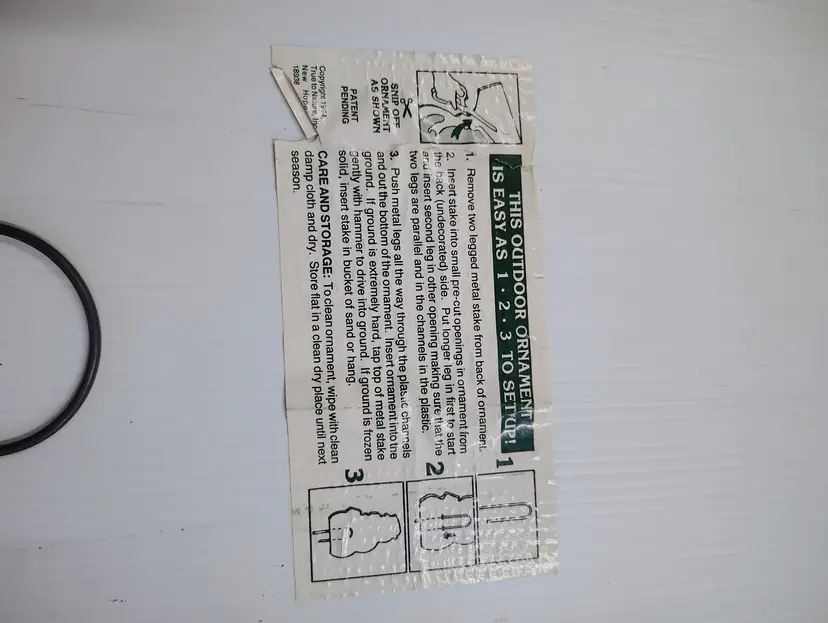 THIS OUTDOOR ORNAMENT
IS EASY AS 1 · 2 · 3 TO SET UP!
1. Remove two legged metal stake from back of ornament.
2. Insert stake into small pre-cut openings in ornament from
the back (undecorated) side. Put longer leg in first to start
and insert second leg in other opening making sure that the
two legs are parallel and in the channels in the plastic.
3. Push metal legs all the way through the plastic channels
and out the bottom of the ornament. Insert ornament into the
ground. If ground is extremely hard, tap top of metal stake
gently with hammer to drive into ground. If ground is frozen
solid, insert stake in bucket of sand or hang.
CARE AND STORAGE: To clean ornament, wipe with clean
damp cloth and dry. Store flat in a clean dry place until next
season.
SNIP OFF
ORNAMENT
AS SHOWN
PATENT
PENDING
Copyright 1994,
True to Nature, Inc.
New Hope,
18938
1
2
3